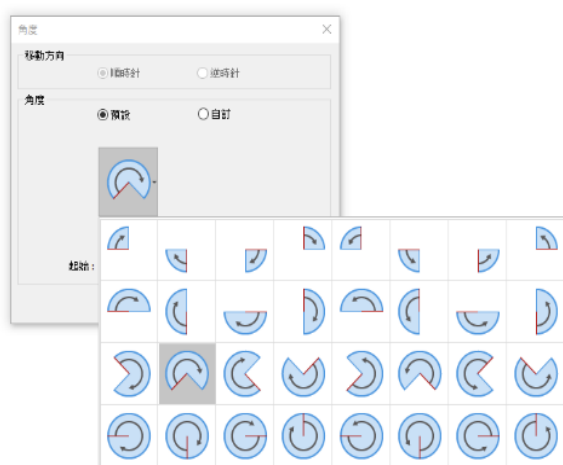 角度
移動方向
順時針 逆時針
角度
預設 自訂
起始：